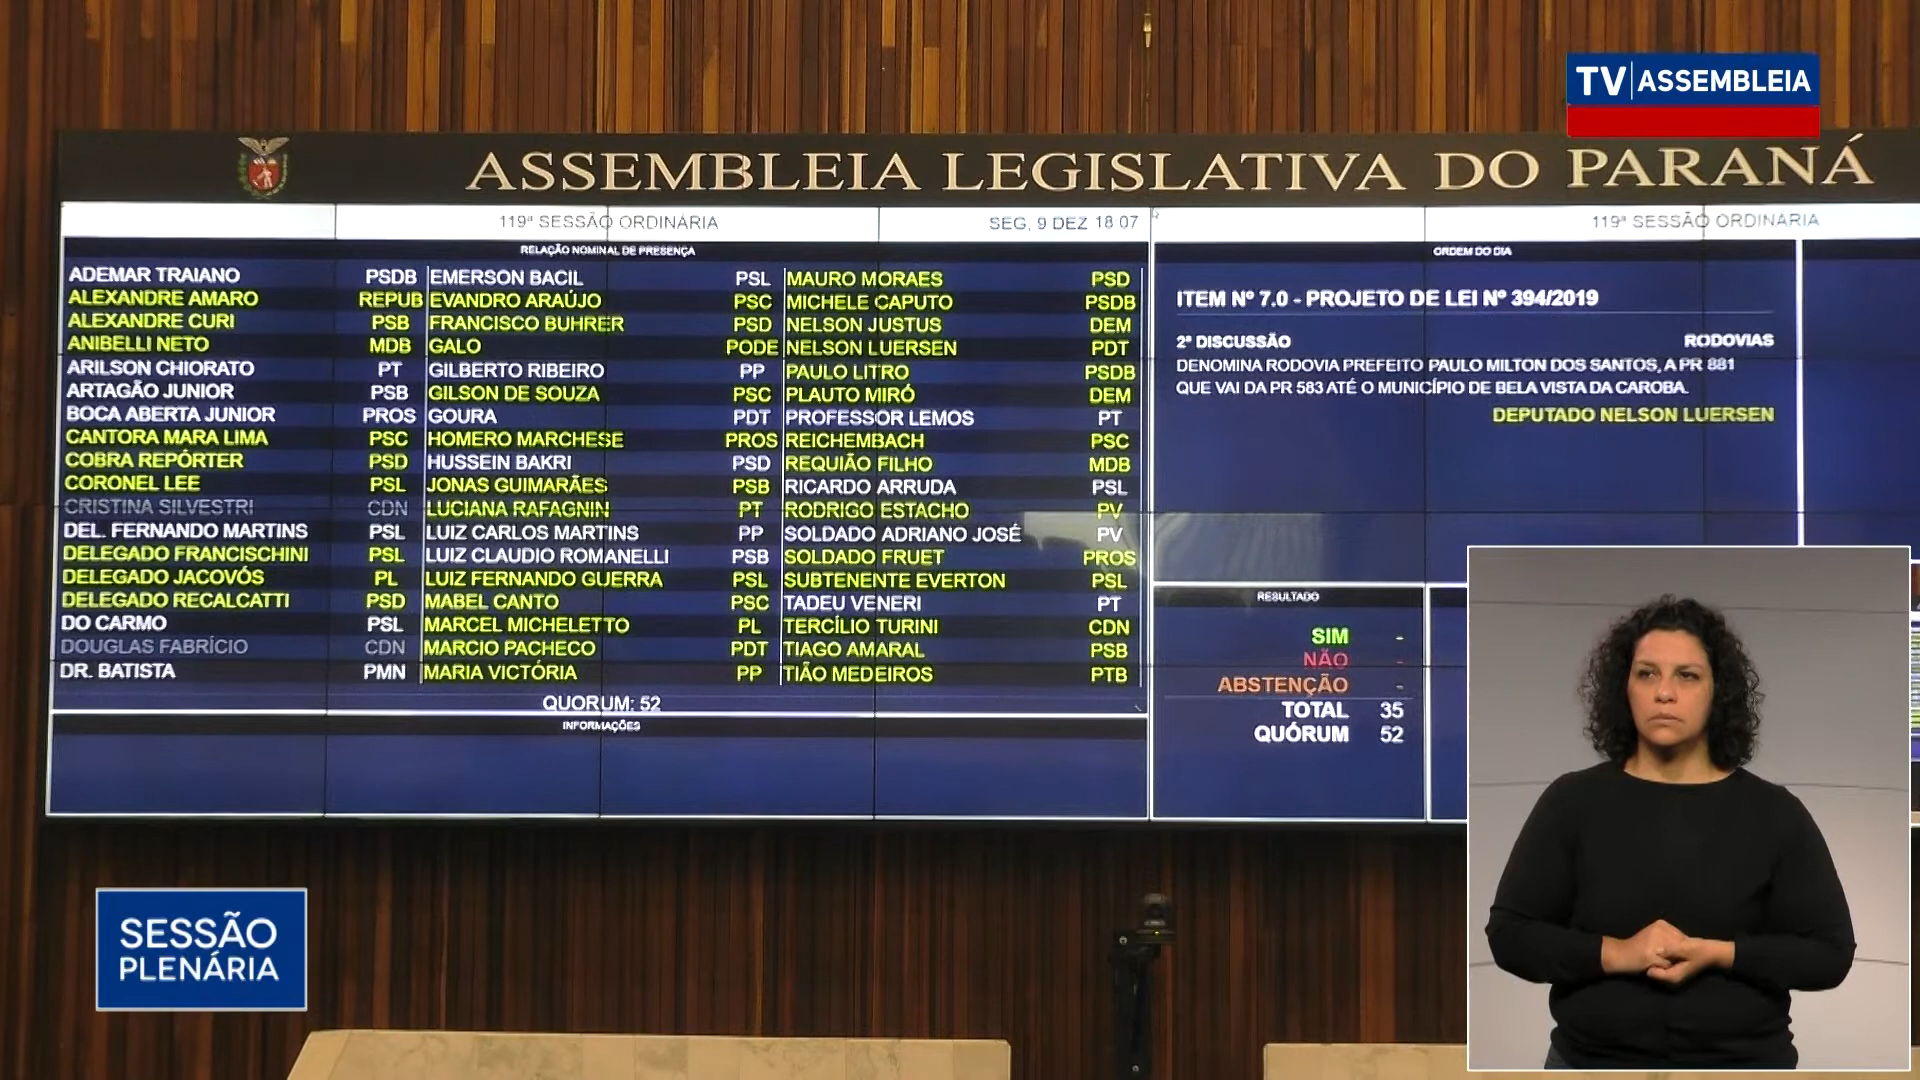 TV ASSEMBLEIA
ASSEMBLEIA LEGISLATIVA DO PARANÁ
119ª SESSÃO ORDINÁRIA
SEG, 9 DEZ 18:07
119ª SESSÃO ORDINÁRIA
RELAÇÃO NOMINAL DE PRESENÇA
ADEMAR TRAIANO PSDB
ALEXANDRE AMARO REPUB
ALEXANDRE CURI PSB
ANIBELLI NETO MDB
ARILSON CHIORATO PT
ARTAGÃO JUNIOR PSB
BOCA ABERTA JUNIOR PROS
CANTORA MARA LIMA PSC
COBRA REPÓRTER PSD
CORONEL LEE PSL
CRISTINA SILVESTRI CDN
DEL. FERNANDO MARTINS PSL
DELEGADO FRANCISCHINI PSL
DELEGADO JACOVÓS PL
DELEGADO RECALCATTI PSD
DO CARMO PSL
DOUGLAS FABRÍCIO CDN
DR. BATISTA PMN
EMERSON BACIL PSL
EVANDRO ARAÚJO PSC
FRANCISCO BUHRER PSD
GALO PODE
GILBERTO RIBEIRO PP
GILSON DE SOUZA PSC
GOURA PDT
HOMERO MARCHESE PROS
HUSSEIN BAKRI PSD
JONAS GUIMARÃES PSB
LUCIANA RAFAGNIN PT
LUIZ CARLOS MARTINS PP
LUIZ CLAUDIO ROMANELLI PSB
LUIZ FERNANDO GUERRA PSL
MABEL CANTO PSC
MARCEL MICHELETTO PL
MARCIO PACHECO PDT
MARIA VICTÓRIA PP
MAURO MORAES PSD
MICHELE CAPUTO PSDB
NELSON JUSTUS DEM
NELSON LUERSEN PDT
PAULO LITRO PSDB
PLAUTO MIRÓ DEM
PROFESSOR LEMOS PT
REICHEMBACH PSC
REQUIÃO FILHO MDB
RICARDO ARRUDA PSL
RODRIGO ESTACHO PV
SOLDADO ADRIANO JOSÉ PV
SOLDADO FRUET PROS
SUBTENENTE EVERTON PSL
TADEU VENERI PT
TERCÍLIO TURINI CDN
TIAGO AMARAL PSB
TIÃO MEDEIROS PTB
QUORUM: 52
INFORMAÇÕES
ORDEM DO DIA
ITEM Nº 7.0 - PROJETO DE LEI Nº 394/2019
2ª DISCUSSÃO RODOVIAS
DENOMINA RODOVIA PREFEITO PAULO MILTON DOS SANTOS, A PR 881
QUE VAI DA PR 583 ATÉ O MUNICÍPIO DE BELA VISTA DA CAROBA.
DEPUTADO NELSON LUERSEN
RESULTADO
SIM -
NÃO -
ABSTENÇÃO -
TOTAL 35
QUÓRUM 52
SESSÃO
PLENÁRIA